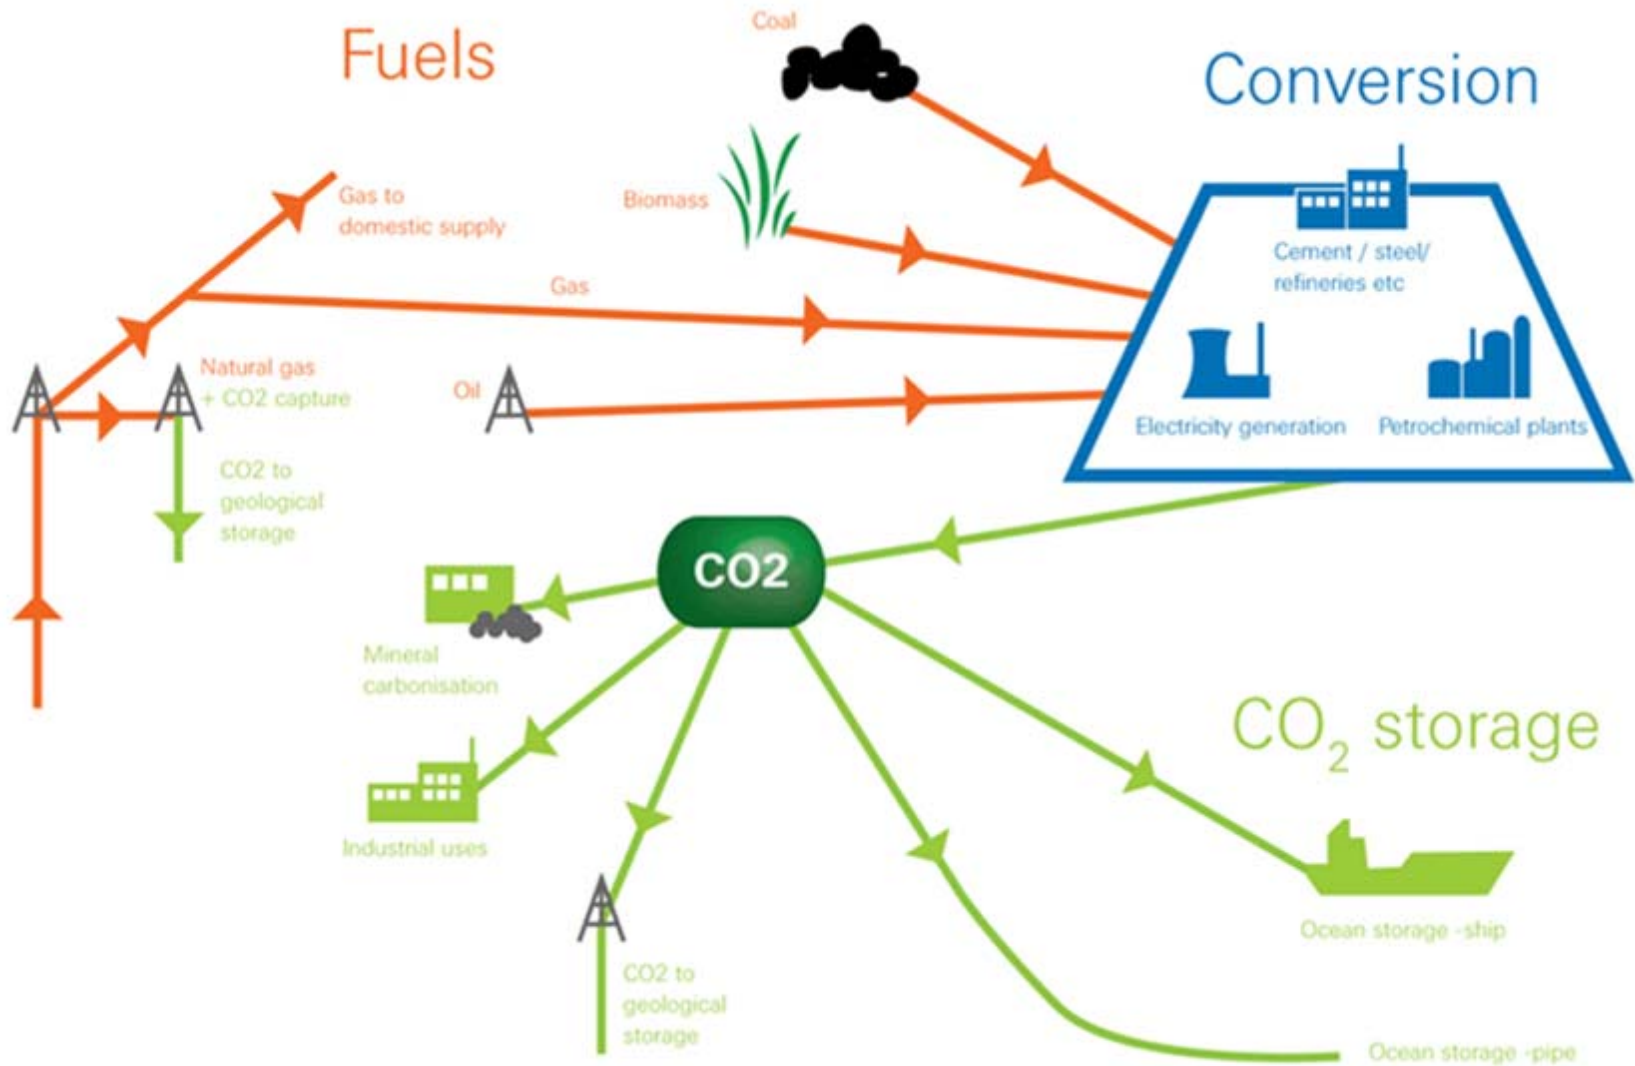 Fuels
Coal
Conversion
Biomass
Gas to
domestic supply
Gas
Cement / steel/
refineries etc
Natural gas
+ CO2 capture
Oil
Electricity generation
Petrochemical plants
CO2 to
geological
storage
CO2
Mineral
carbonisation
CO2 storage
Industrial uses
Ocean storage -ship
CO2 to
geological
storage
Ocean storage -pipe